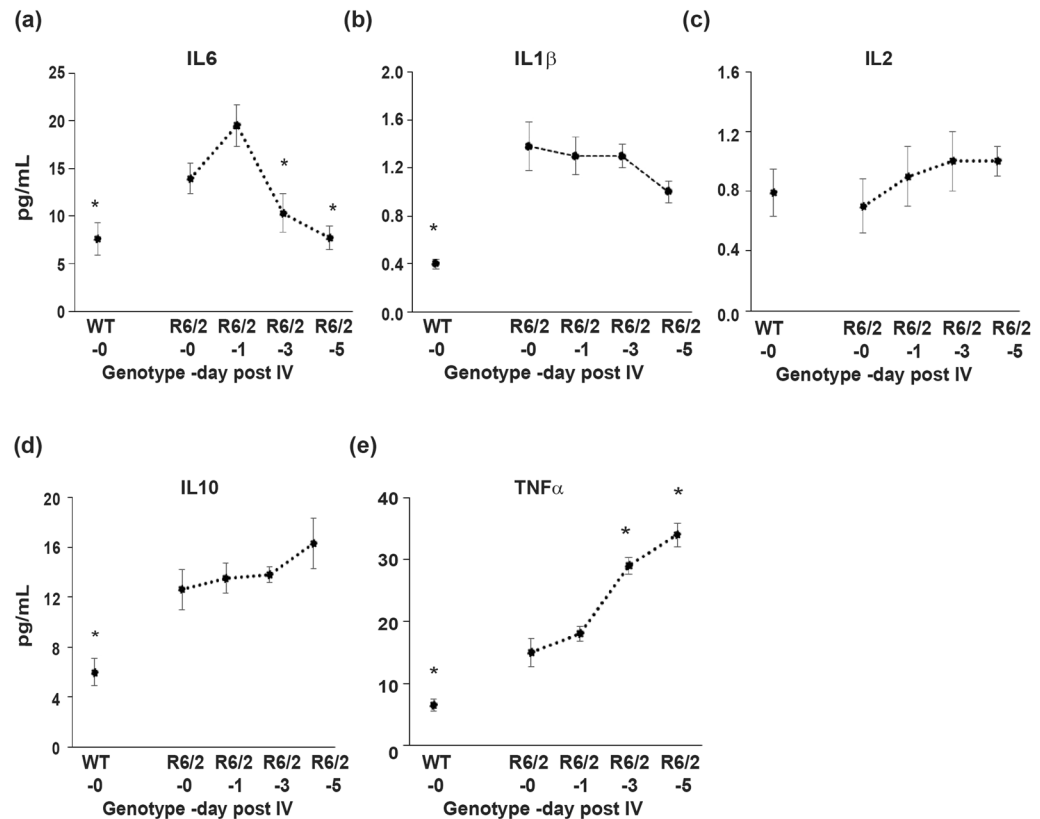 (a)
IL6
pg/mL
25
20
15
10
5
0
*
*
*
WT R6/2 R6/2 R6/2 R6/2
-0 -0 -1 -3 -5
Genotype -day post IV
(b)
IL1β
2.0
1.6
1.2
0.8
0.4
0.0
*
WT R6/2 R6/2 R6/2 R6/2
-0 -0 -1 -3 -5
Genotype -day post IV
(c)
IL2
1.6
1.2
0.8
0.4
0.0
WT R6/2 R6/2 R6/2 R6/2
-0 -0 -1 -3 -5
Genotype -day post IV
(d)
IL10
pg/mL
20
16
12
8
4
0
*
WT R6/2 R6/2 R6/2 R6/2
-0 -0 -1 -3 -5
Genotype -day post IV
(e)
TNFα
40
30
20
10
0
*
*
*
WT R6/2 R6/2 R6/2 R6/2
-0 -0 -1 -3 -5
Genotype -day post IV